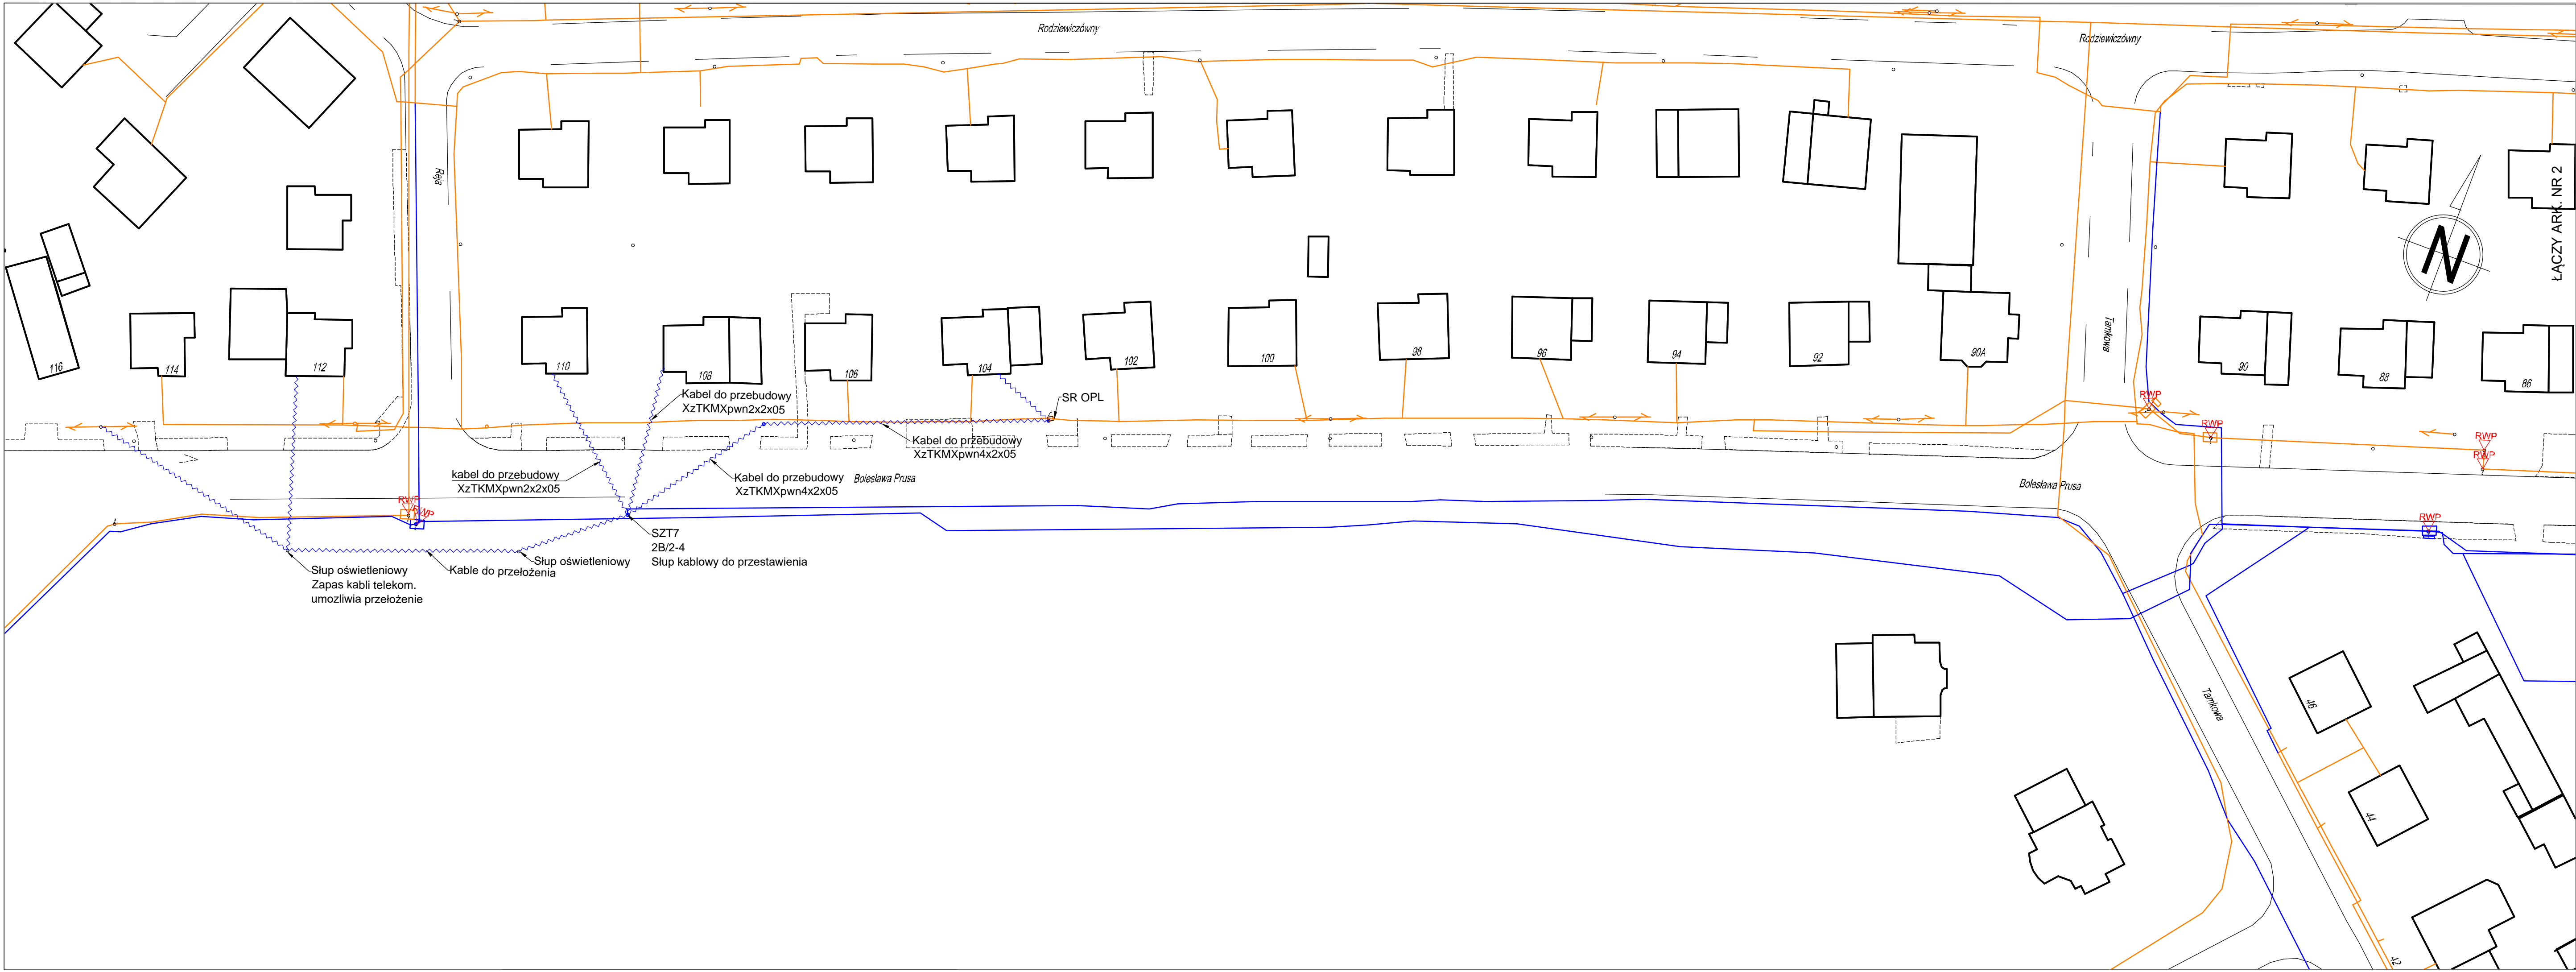 Rodziewiczówny
Rodziewiczówny
Reja
ŁĄCZY ARK. NR 2
N
Tamkowa
116
114
112
110
108
106
104
102
100
98
96
94
92
90A
90
88
86
Kabel do przebudowy
XzTKMXpwn2x2x05
SR OPL
RWP
RWP
RWP
RWP
Kabel do przebudowy
XzTKMXpwn4x2x05
kabel do przebudowy
XzTKMXpwn2x2x05
Kabel do przebudowy
XzTKMXpwn4x2x05
Bolesława Prusa
Bolesława Prusa
RWP
RWP
RWP
SZT7
2B/2-4
Słup kablowy do przestawienia
Słup oświetleniowy
Kable do przełożenia
Słup oświetleniowy
Zapas kabli telekom.
umozliwia przełożenie
Tamkowa
46
44
42